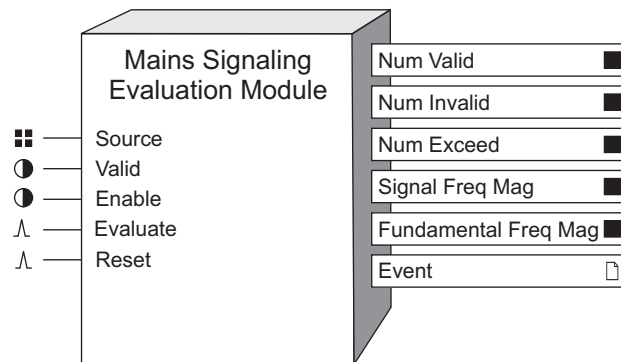 Mains Signaling
Evaluation Module
Source
Valid
Enable
Evaluate
Reset
Num Valid
Num Invalid
Num Exceed
Signal Freq Mag
Fundamental Freq Mag
Event